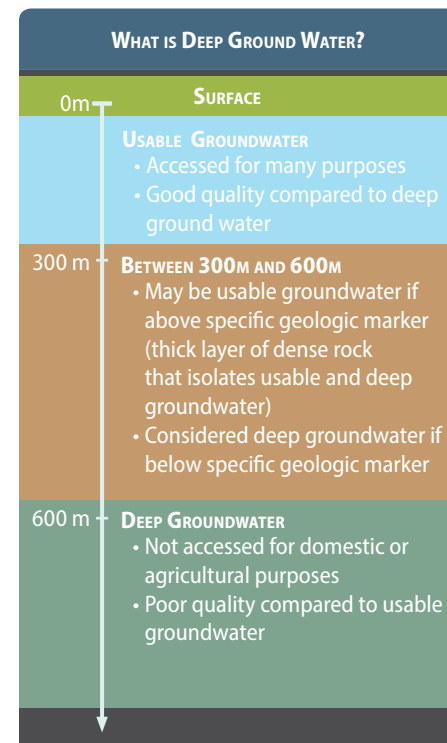 WHAT IS DEEP GROUND WATER?
0m
SURFACE
USABLE GROUNDWATER
• Accessed for many purposes
• Good quality compared to deep
ground water
300 m
BETWEEN 300M AND 600M
• May be usable groundwater if
above specific geologic marker
(thick layer of dense rock
that isolates usable and deep
groundwater)
• Considered deep groundwater if
below specific geologic marker
600 m
DEEP GROUNDWATER
• Not accessed for domestic or
agricultural purposes
• Poor quality compared to usable
groundwater